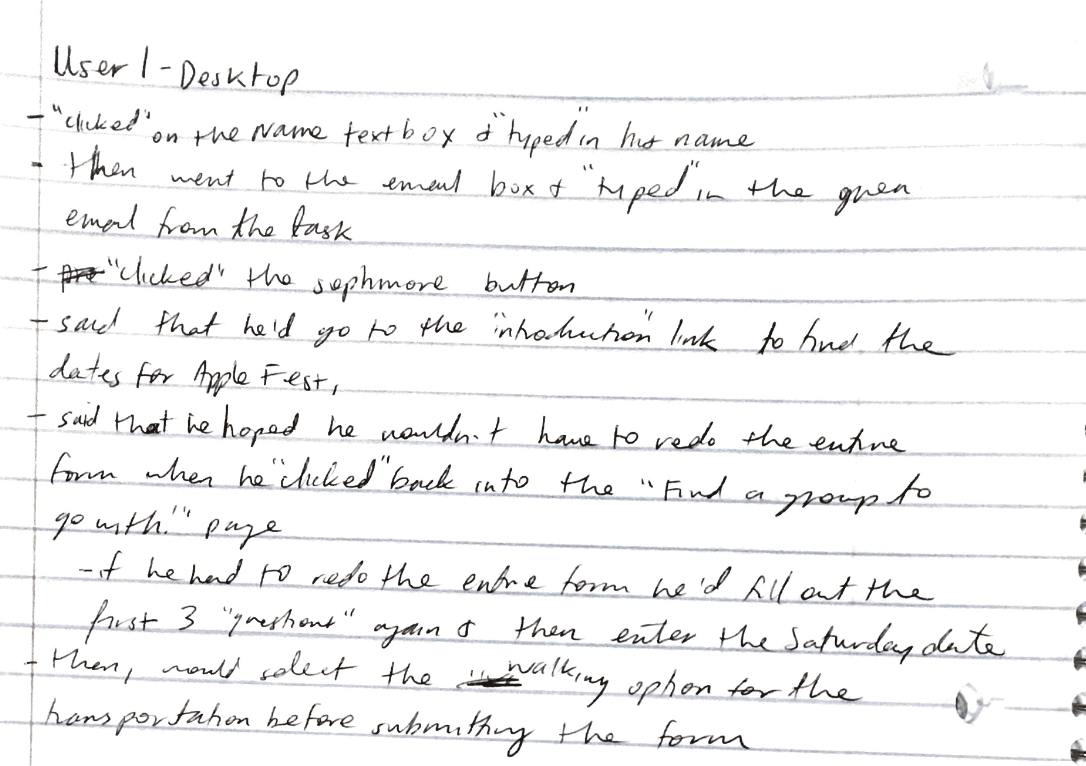 User 1 - Desktop
- "clicked" on the Name textbox & "typed" in his name
- then went to the email box & "typed" in the given
email from the task
- "clicked" the sophmore button
- said that he'd go to the "introduction" link to find the
dates for Apple Fest,
- said that he hoped he wouldn't have to redo the entire
form when he "clicked" back into the "Find a group to
go with!" page
- if he had to redo the entire form he'd fill out the
first 3 "questions" again & then enter the Saturday date
- then, would select the walking option for the
transportation before submitting the form